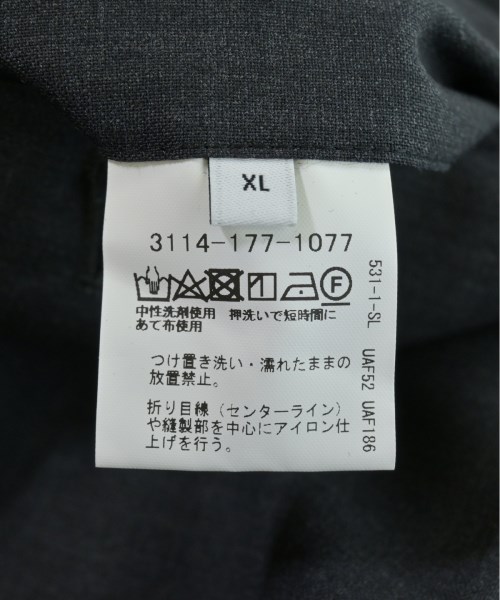 XL
3114-177-1077
中性洗剤使用 押洗いで短時間に
あて布使用
つけ置き洗い・濡れたままの
放置禁止。
折り目線（センターライン）
や縫製部を中心にアイロン仕
上げを行う。
531-1-SL UAF52 UAF186
F